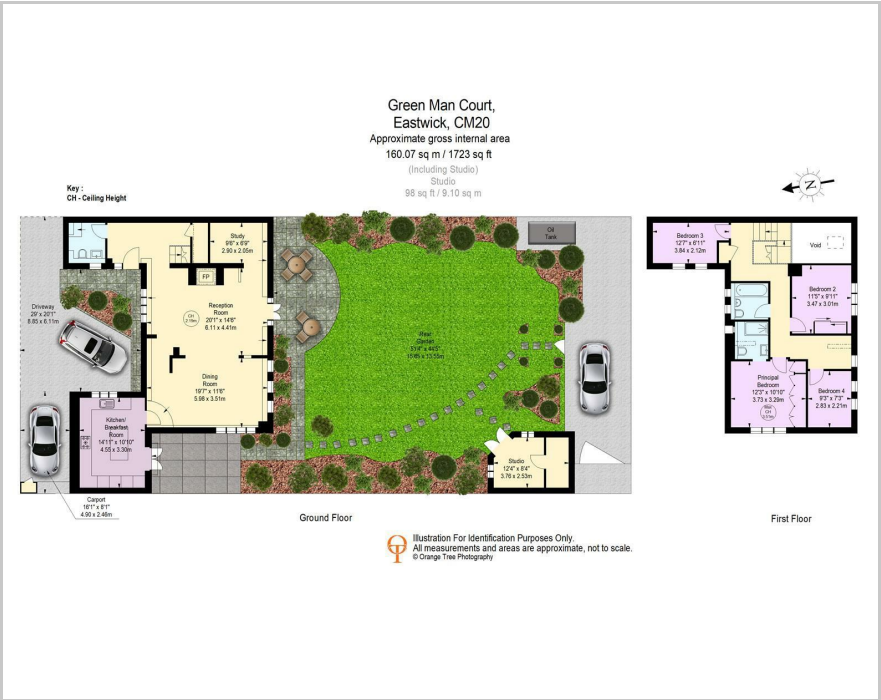 Green Man Court,
Eastwick, CM20
Approximate gross internal area
160.07 sq m / 1723 sq ft
(Including Studio)
Studio
98 sq ft / 9.10 sq m
Key :
CH - Ceiling Height
N
Study
9'6" x 6'9"
2.90 x 2.05m
Oil
Tank
FP
Reception
Room
20'1" x 14'6"
6.11 x 4.41m
CH
Driveway
29' x 20'1"
8.85 x 6.11m
Rear
Garden
Dining
Room
19'7" x 11'6"
5.98 x 3.51m
Kitchen/
Breakfast
Room
14'11" x 10'10"
4.55 x 3.30m
Studio
12'4" x 8'4"
3.76 x 2.53m
Carport
16'1" x 8'1"
4.90 x 2.46m
Ground Floor
Bedroom 3
12'7" x 6'11"
3.84 x 2.12m
Void
Bedroom 2
11'5" x 9'11"
3.47 x 3.01m
Principal
Bedroom
12'3" x 10'10"
3.73 x 3.29m
Max
CH
Bedroom 4
9'3" x 7'3"
2.83 x 2.21m
First Floor
Illustration For Identification Purposes Only.
All measurements and areas are approximate, not to scale.
© Orange Tree Photography